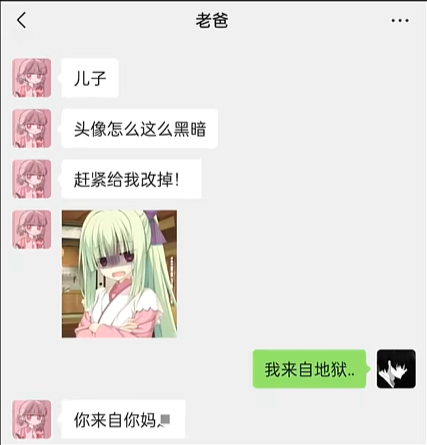 老爸
儿子
头像怎么这么黑暗
赶紧给我改掉!
我来自地狱..
你来自你妈